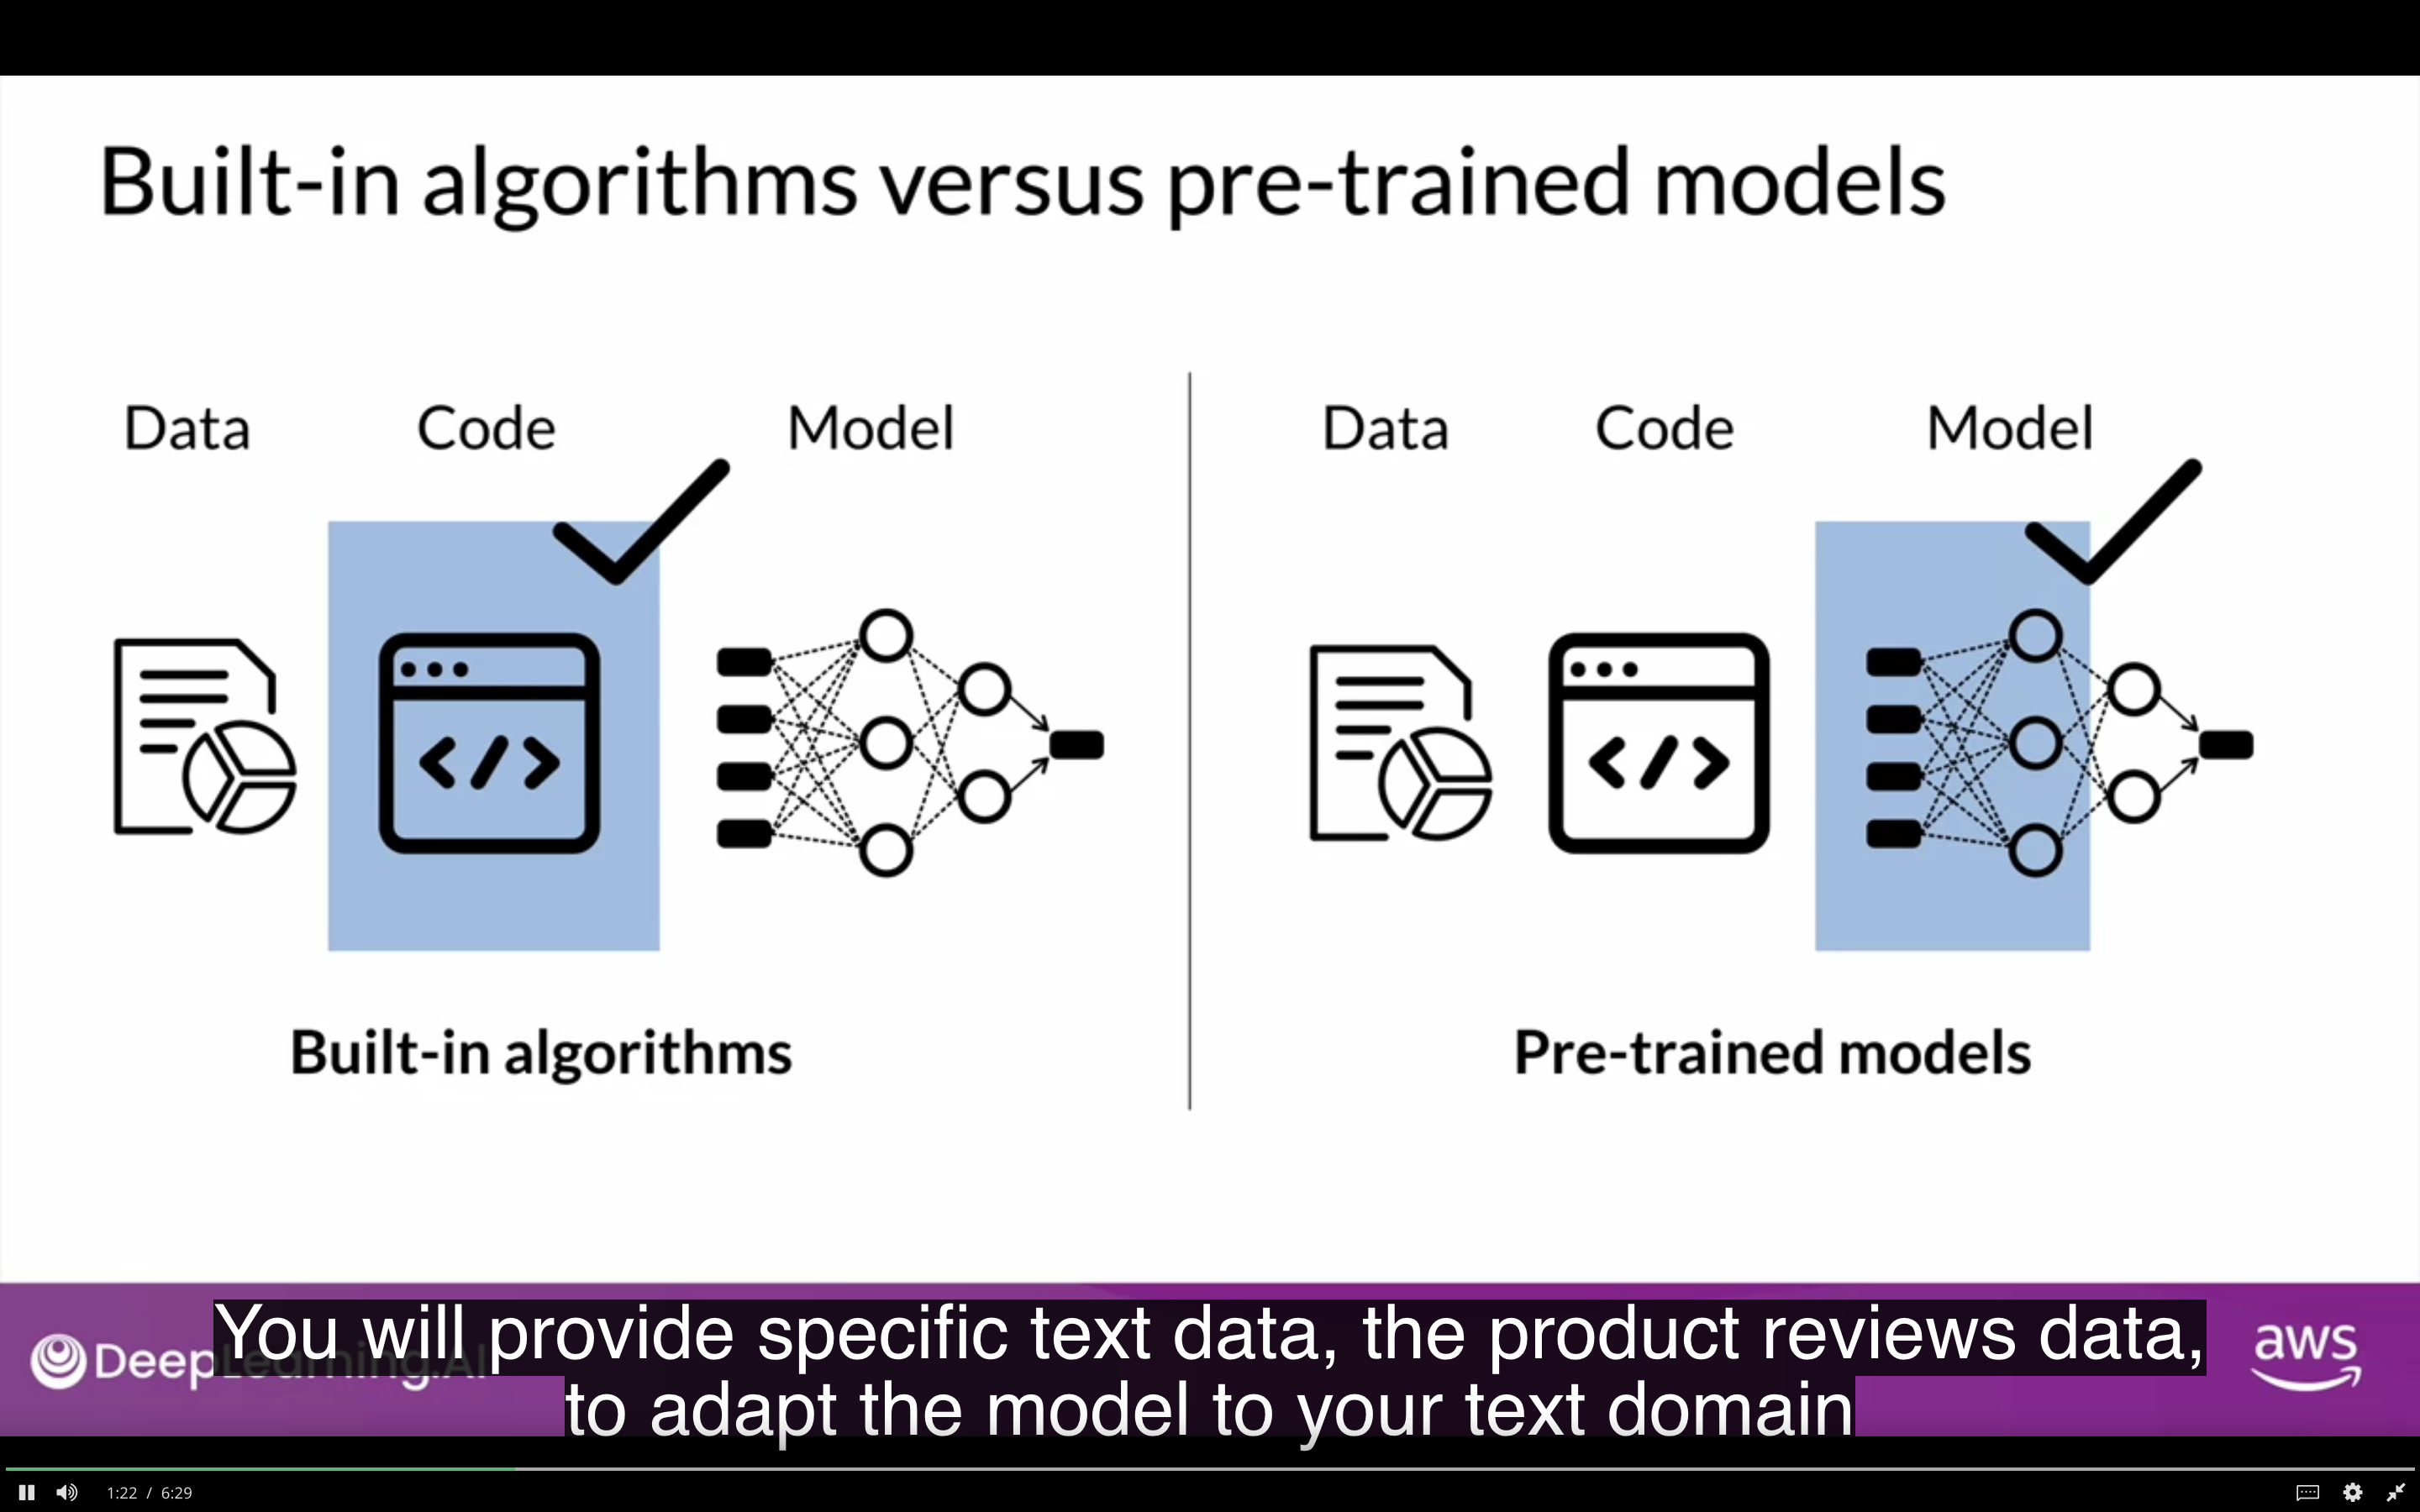 Built-in algorithms versus pre-trained models
Data Code Model
Data Code Model
</>
</>
Built-in algorithms
Pre-trained models
DeepLearning.AI
You will provide specific text data, the product reviews data,
to adapt the model to your text domain
aws
1:22 / 6:29